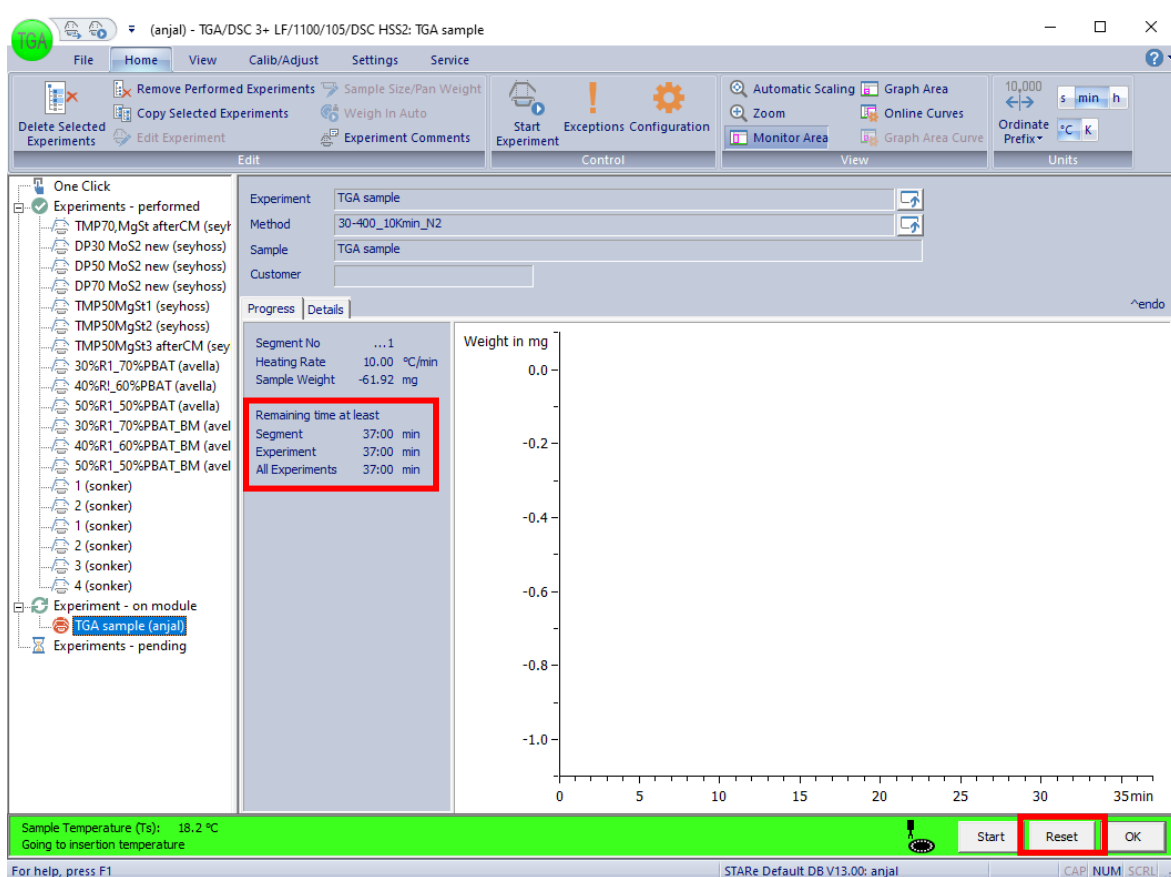 TGA
(anjal) - TGA/DSC 3+ LF/1100/105/DSC HSS2: TGA sample
File Home View Calib/Adjust Settings Service
Delete Selected Experiments
Remove Performed Experiments
Copy Selected Experiments
Edit Experiment
Sample Size/Pan Weight
Weigh In Auto
Experiment Comments
Edit
Start Experiment
Exceptions
Configuration
Control
Automatic Scaling
Zoom
Monitor Area
Graph Area
Online Curves
Graph Area Curve
View
10,000
Ordinate Prefix
s min h
°C K
Units
One Click
Experiments - performed
TMP70,MgSt afterCM (seyh
DP30 MoS2 new (seyhoss)
DP50 MoS2 new (seyhoss)
DP70 MoS2 new (seyhoss)
TMP50MgSt1 (seyhoss)
TMP50MgSt2 (seyhoss)
TMP50MgSt3 afterCM (sey
30%R1_70%PBAT (avella)
40%R!_60%PBAT (avella)
50%R1_50%PBAT (avella)
30%R1_70%PBAT_BM (avel
40%R1_60%PBAT_BM (avel
50%R1_50%PBAT_BM (avel
1 (sonker)
2 (sonker)
1 (sonker)
2 (sonker)
3 (sonker)
4 (sonker)
Experiment - on module
TGA sample (anjal)
Experiments - pending
Experiment TGA sample
Method 30-400_10Kmin_N2
Sample TGA sample
Customer
Progress Details
^endo
Segment No ...1
Heating Rate 10.00 °C/min
Sample Weight -61.92 mg
Remaining time at least
Segment 37:00 min
Experiment 37:00 min
All Experiments 37:00 min
Weight in mg
0.0
-0.2
-0.4
-0.6
-0.8
-1.0
0 5 10 15 20 25 30 35min
Sample Temperature (Ts): 18.2 °C
Going to insertion temperature
Start Reset OK
For help, press F1
STARe Default DB V13.00: anjal
CAP NUM SCRL